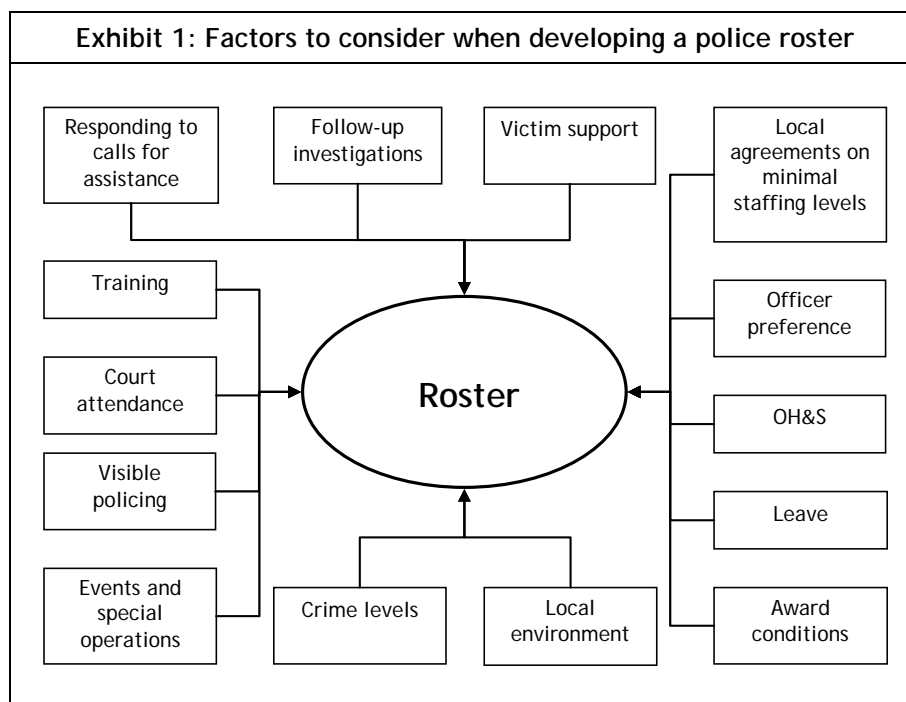 Exhibit 1: Factors to consider when developing a police roster
Responding to
calls for
assistance
Follow-up
investigations
Victim support
Local
agreements on
minimal
staffing levels
Training
Officer
preference
Court
attendance
Roster
OH&S
Visible
policing
Leave
Events and
special
operations
Crime levels
Local
environment
Award
conditions